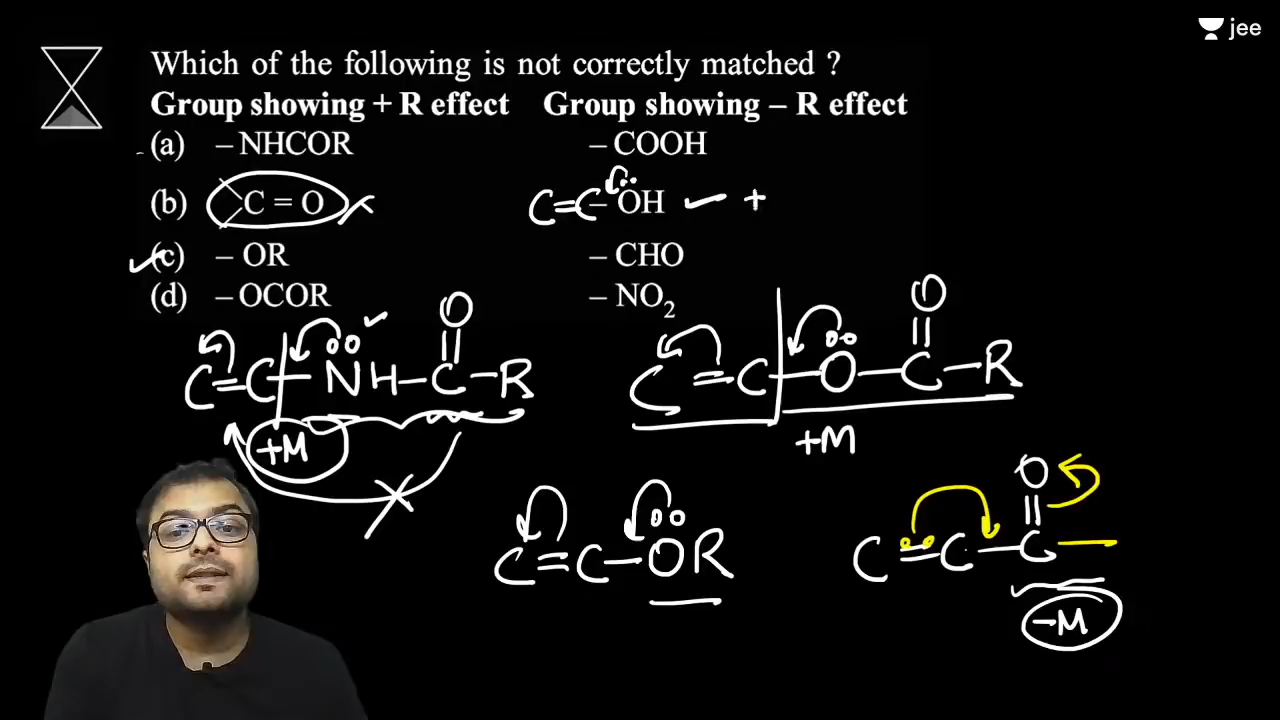 jee
Which of the following is not correctly matched ?
Group showing + R effect Group showing – R effect
(a) – NHCOR – COOH
(b) C = O C=C – OH +
(c) – OR – CHO
(d) – OCOR – NO2
O O
C=C–NH–C–R C=C–O–C–R
+M +M
O
C=C–OR C=C–C–
–M